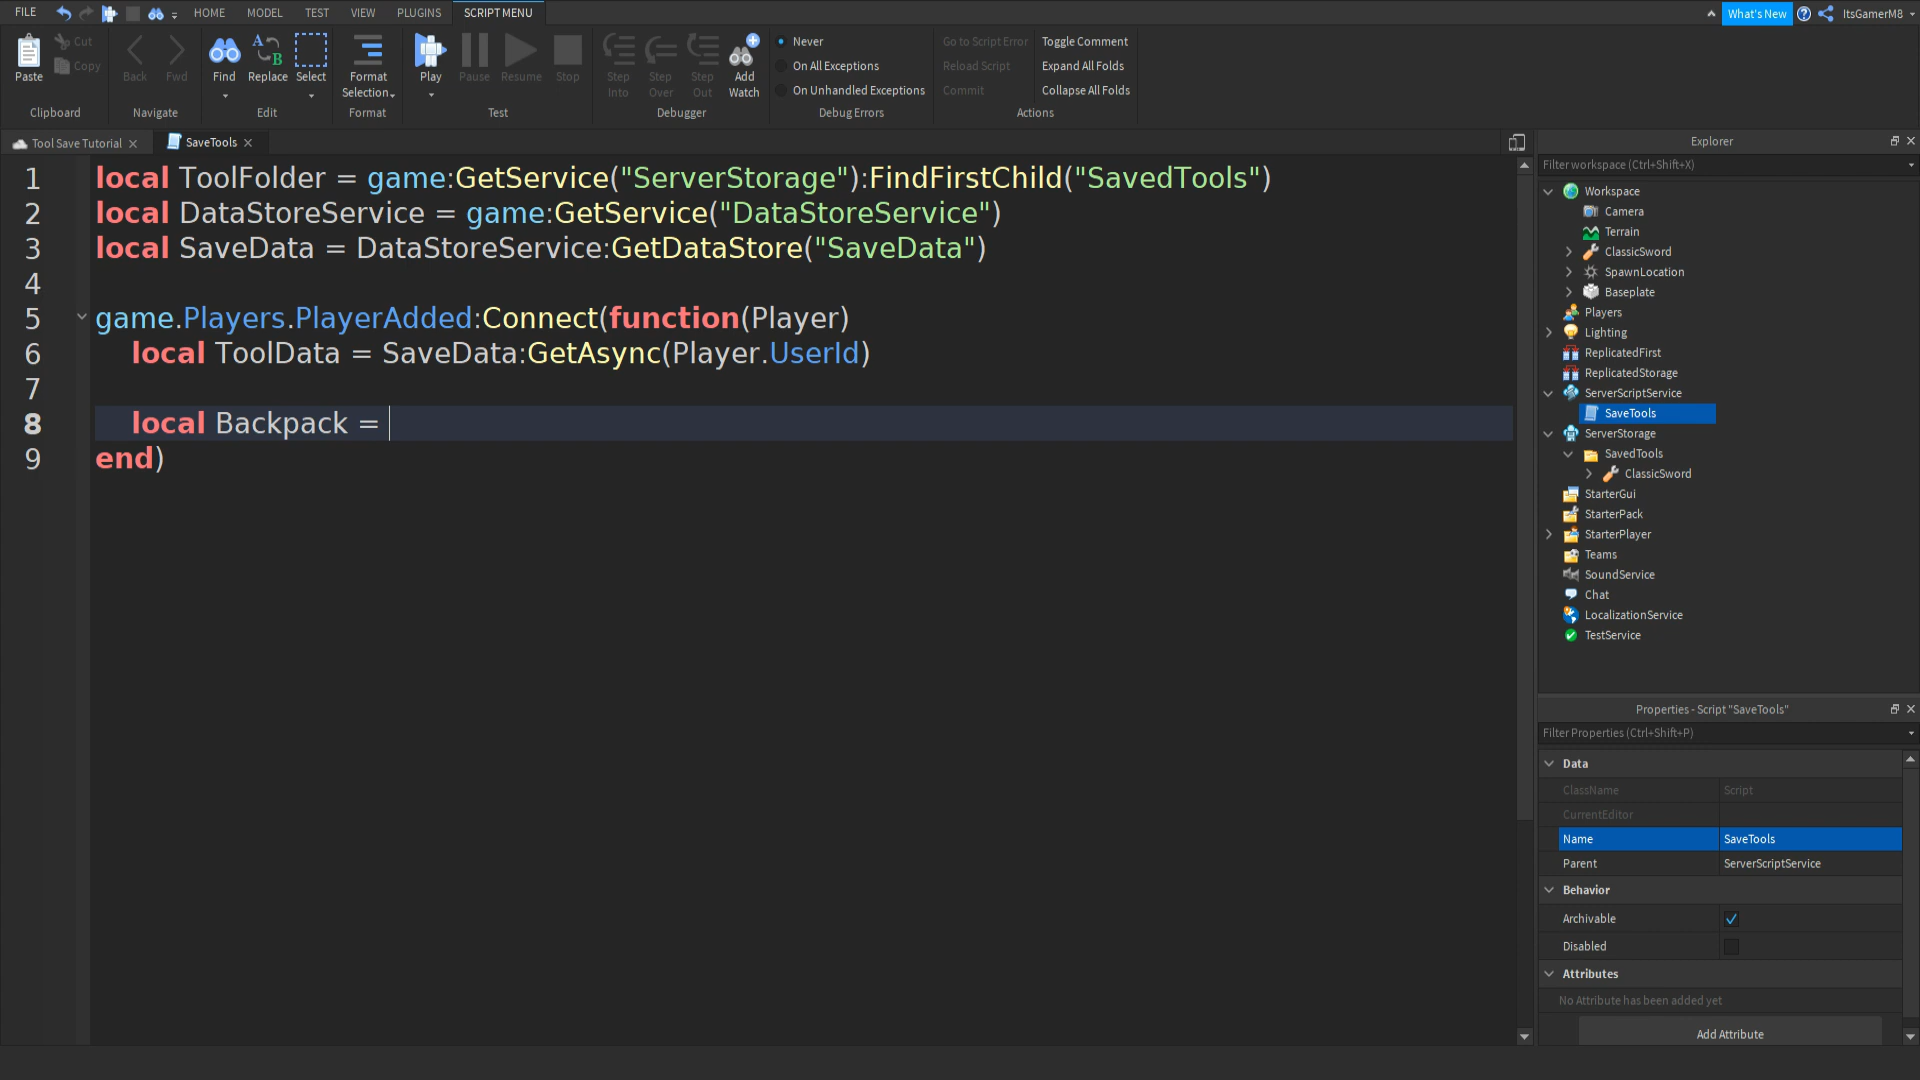 FILE HOME MODEL TEST VIEW PLUGINS SCRIPT MENU What's New ItsGamerM8
Paste Cut Copy
Clipboard
Back Fwd
Navigate
Find Replace Select
Edit
Format Selection
Format
Play Pause Resume Stop
Test
Step Into Step Over Step Out Add Watch
Debugger
Never
On All Exceptions
On Unhandled Exceptions
Debug Errors
Go to Script Error Toggle Comment
Reload Script Expand All Folds
Commit Collapse All Folds
Actions
Tool Save Tutorial SaveTools
1 local ToolFolder = game:GetService("ServerStorage"):FindFirstChild("SavedTools")
2 local DataStoreService = game:GetService("DataStoreService")
3 local SaveData = DataStoreService:GetDataStore("SaveData")
4
5 game.Players.PlayerAdded:Connect(function(Player)
6 local ToolData = SaveData:GetAsync(Player.UserId)
7
8 local Backpack =
9 end)
Explorer
Filter workspace (Ctrl+Shift+X)
Workspace
Camera
Terrain
ClassicSword
SpawnLocation
Baseplate
Players
Lighting
ReplicatedFirst
ReplicatedStorage
ServerScriptService
SaveTools
ServerStorage
SavedTools
ClassicSword
StarterGui
StarterPack
StarterPlayer
Teams
SoundService
Chat
LocalizationService
TestService
Properties - Script "SaveTools"
Filter Properties (Ctrl+Shift+P)
Data
ClassName Script
CurrentEditor
Name SaveTools
Parent ServerScriptService
Behavior
Archivable
Disabled
Attributes
No Attribute has been added yet
Add Attribute